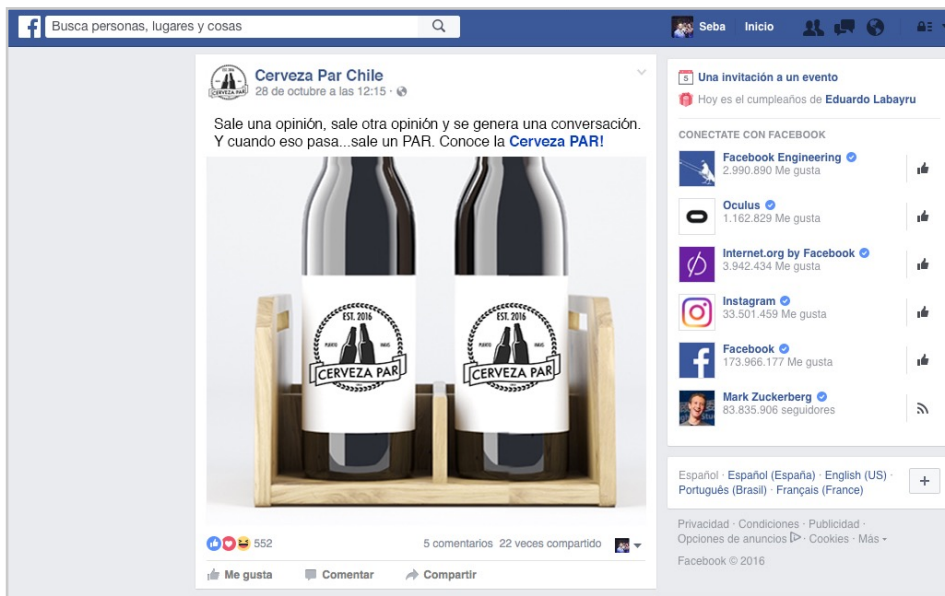 Busca personas, lugares y cosas
Seba Inicio
Cerveza Par Chile
28 de octubre a las 12:15 ·
Sale una opinión, sale otra opinión y se genera una conversación.
Y cuando eso pasa...sale un PAR. Conoce la Cerveza PAR!
EST. 2016
PUERTO VARAS
CERVEZA PAR
EST. 2016
PUERTO VARAS
CERVEZA PAR
552
5 comentarios 22 veces compartido
Me gusta Comentar Compartir
5 Una invitación a un evento
Hoy es el cumpleaños de Eduardo Labayru
CONECTATE CON FACEBOOK
Facebook Engineering
2.990.890 Me gusta
Oculus
1.162.829 Me gusta
Internet.org by Facebook
3.942.434 Me gusta
Instagram
33.501.459 Me gusta
Facebook
173.966.177 Me gusta
Mark Zuckerberg
83.835.906 seguidores
Español · Español (España) · English (US) ·
Português (Brasil) · Français (France)
Privacidad · Condiciones · Publicidad ·
Opciones de anuncios · Cookies · Más
Facebook © 2016